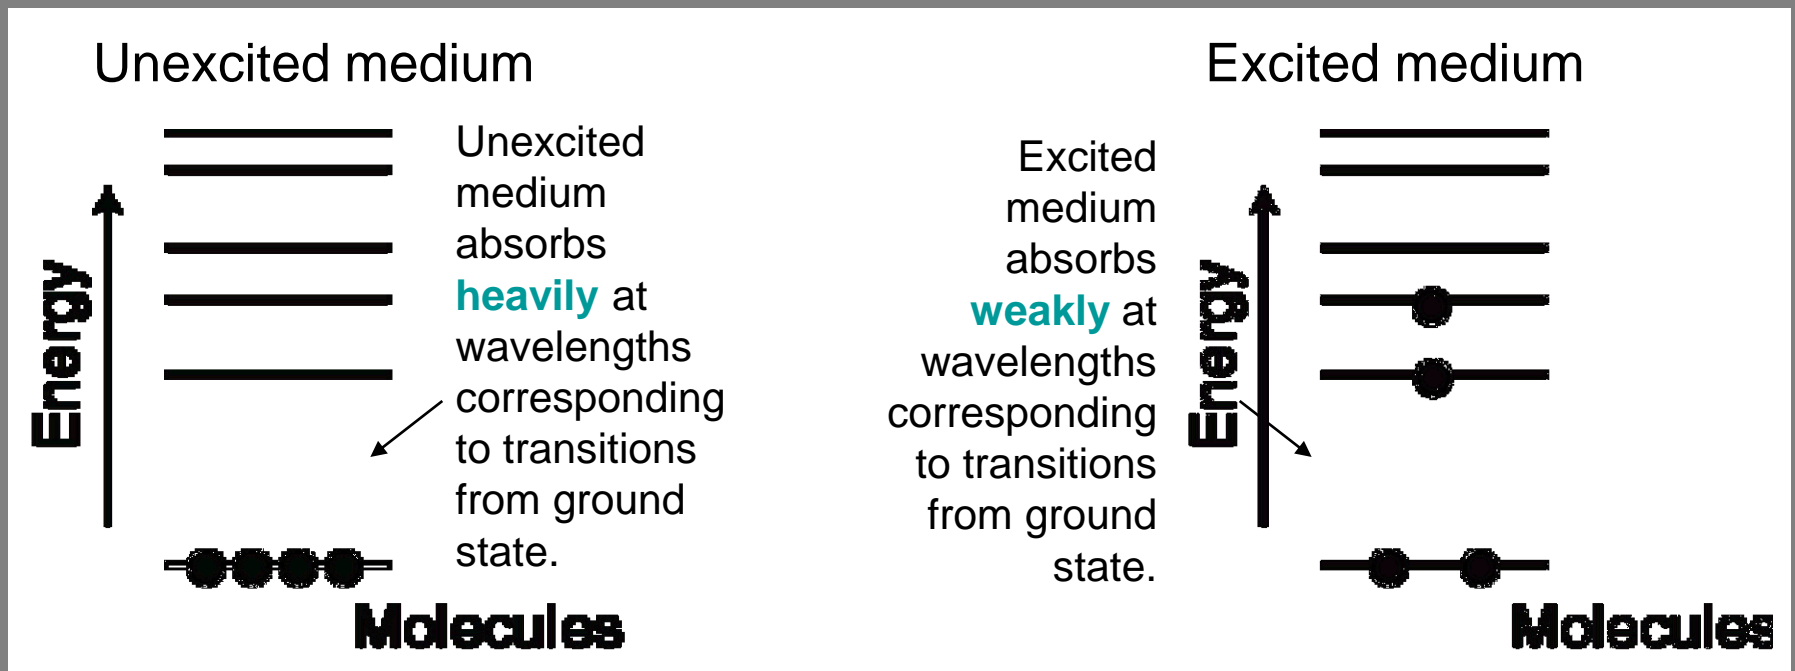 Unexcited medium
Excited medium
Energy
Unexcited
medium
absorbs
heavily at
wavelengths
corresponding
to transitions
from ground
state.
Molecules
Excited
medium
absorbs
weakly at
wavelengths
corresponding
to transitions
from ground
state.
Energy
Molecules